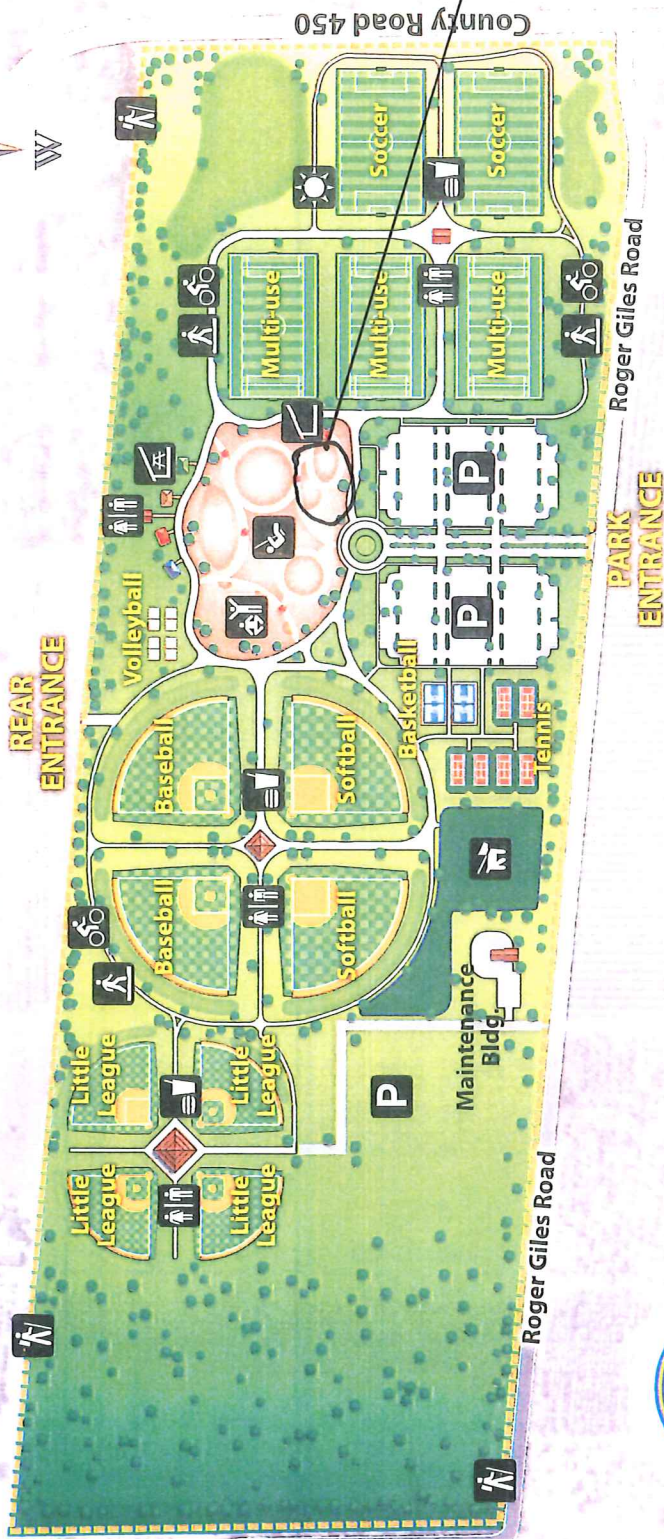 W
REAR
ENTRANCE
County Road 450
Volleyball
Little
League
Little
League
Baseball
Baseball
Multi-use
Soccer
Little
League
Little
League
Softball
Softball
Multi-use
Soccer
Basketball
P
P
P
Multi-use
Tennis
Maintenance
Bldg.
Roger Giles Road
Roger Giles Road
PARK
ENTRANCE